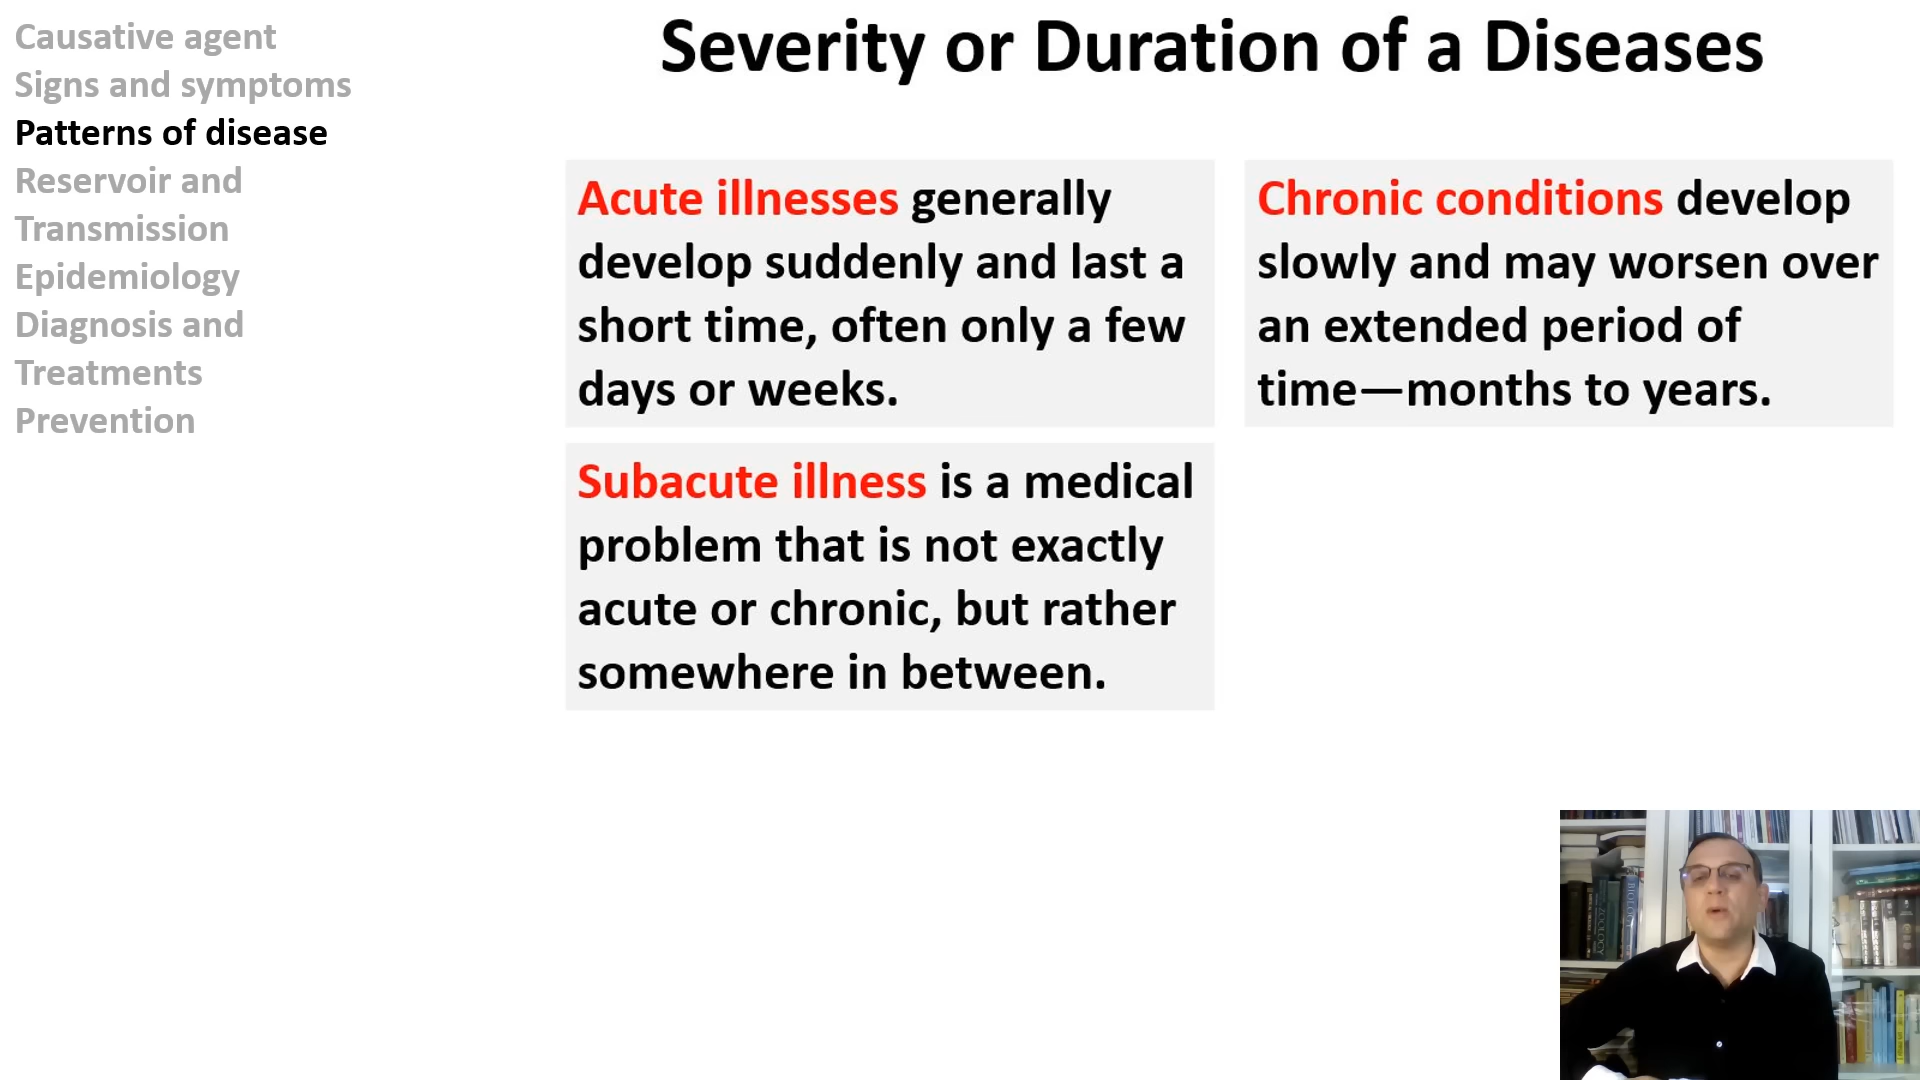 Causative agent
Signs and symptoms
Patterns of disease
Reservoir and
Transmission
Epidemiology
Diagnosis and
Treatments
Prevention
Severity or Duration of a Diseases
Acute illnesses generally
develop suddenly and last a
short time, often only a few
days or weeks.
Chronic conditions develop
slowly and may worsen over
an extended period of
time—months to years.
Subacute illness is a medical
problem that is not exactly
acute or chronic, but rather
somewhere in between.
BIOLOGY
ZOOLOGY